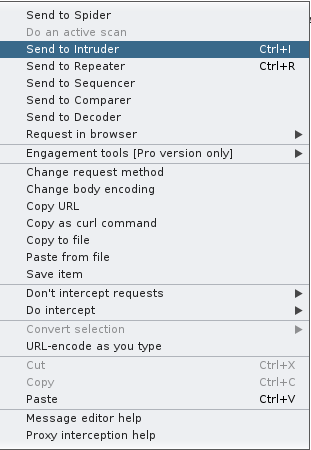 Send to Spider
Do an active scan
Send to Intruder Ctrl+I
Send to Repeater Ctrl+R
Send to Sequencer
Send to Comparer
Send to Decoder
Request in browser
Engagement tools [Pro version only]
Change request method
Change body encoding
Copy URL
Copy as curl command
Copy to file
Paste from file
Save item
Don't intercept requests
Do intercept
Convert selection
URL-encode as you type
Cut Ctrl+X
Copy Ctrl+C
Paste Ctrl+V
Message editor help
Proxy interception help